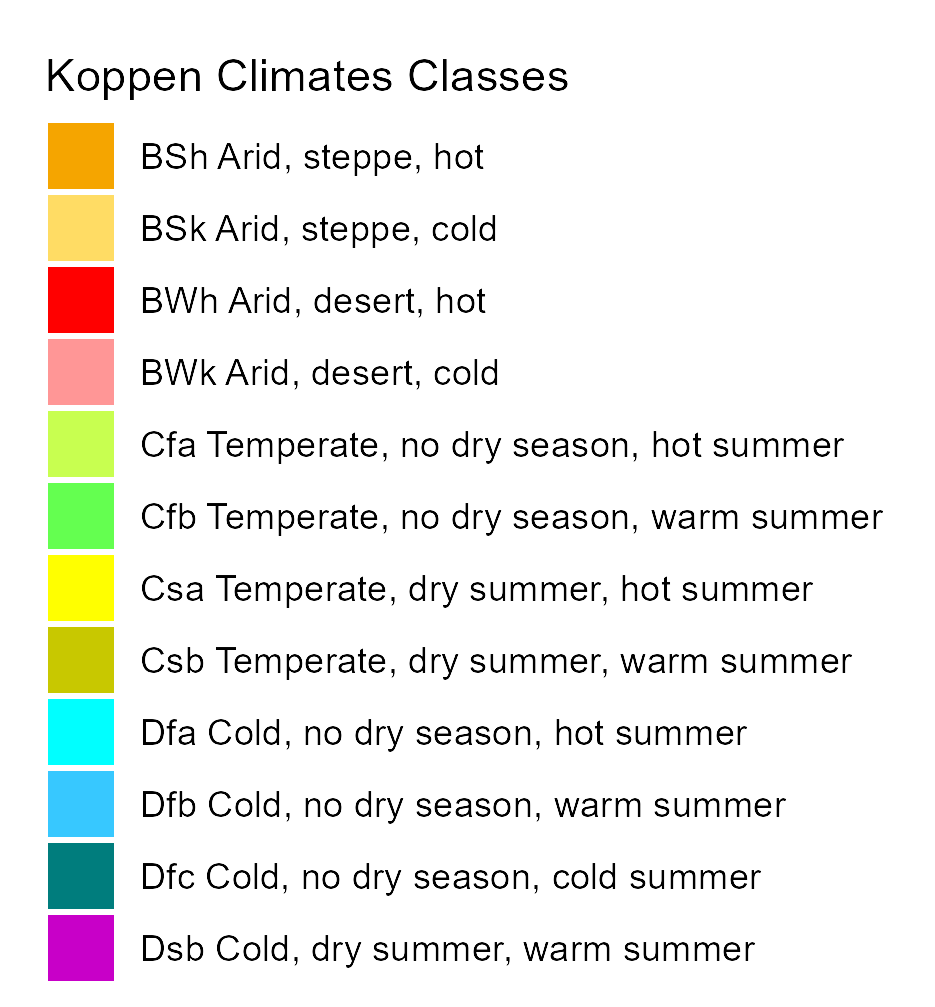 Koppen Climates Classes
BSh Arid, steppe, hot
BSk Arid, steppe, cold
BWh Arid, desert, hot
BWk Arid, desert, cold
Cfa Temperate, no dry season, hot summer
Cfb Temperate, no dry season, warm summer
Csa Temperate, dry summer, hot summer
Csb Temperate, dry summer, warm summer
Dfa Cold, no dry season, hot summer
Dfb Cold, no dry season, warm summer
Dfc Cold, no dry season, cold summer
Dsb Cold, dry summer, warm summer